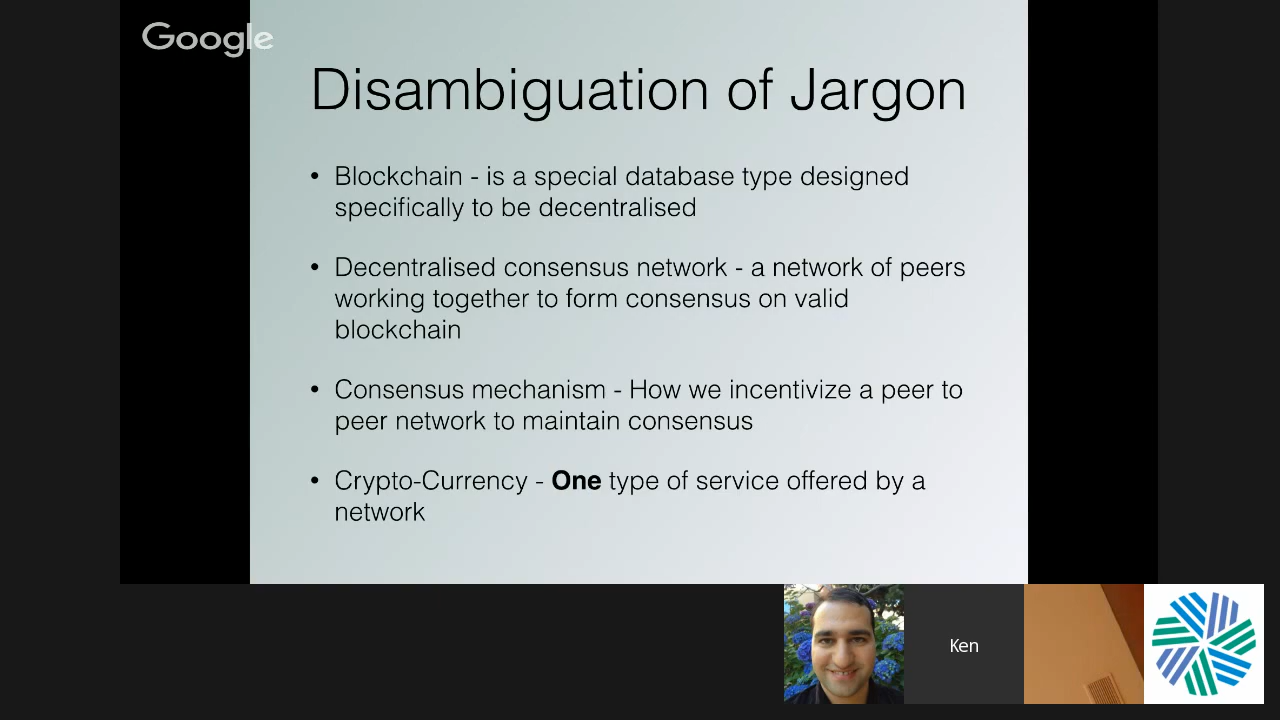 Google
Disambiguation of Jargon
• Blockchain - is a special database type designed
specifically to be decentralised
• Decentralised consensus network - a network of peers
working together to form consensus on valid
blockchain
• Consensus mechanism - How we incentivize a peer to
peer network to maintain consensus
• Crypto-Currency - One type of service offered by a
network
Ken